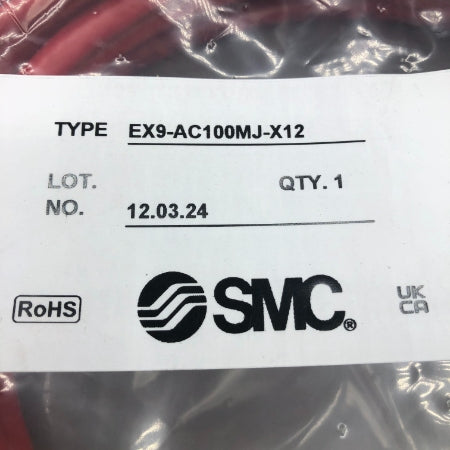 TYPE EX9-AC100MJ-X12
LOT. QTY. 1
NO. 12.03.24
RoHS SMC® UK
CA